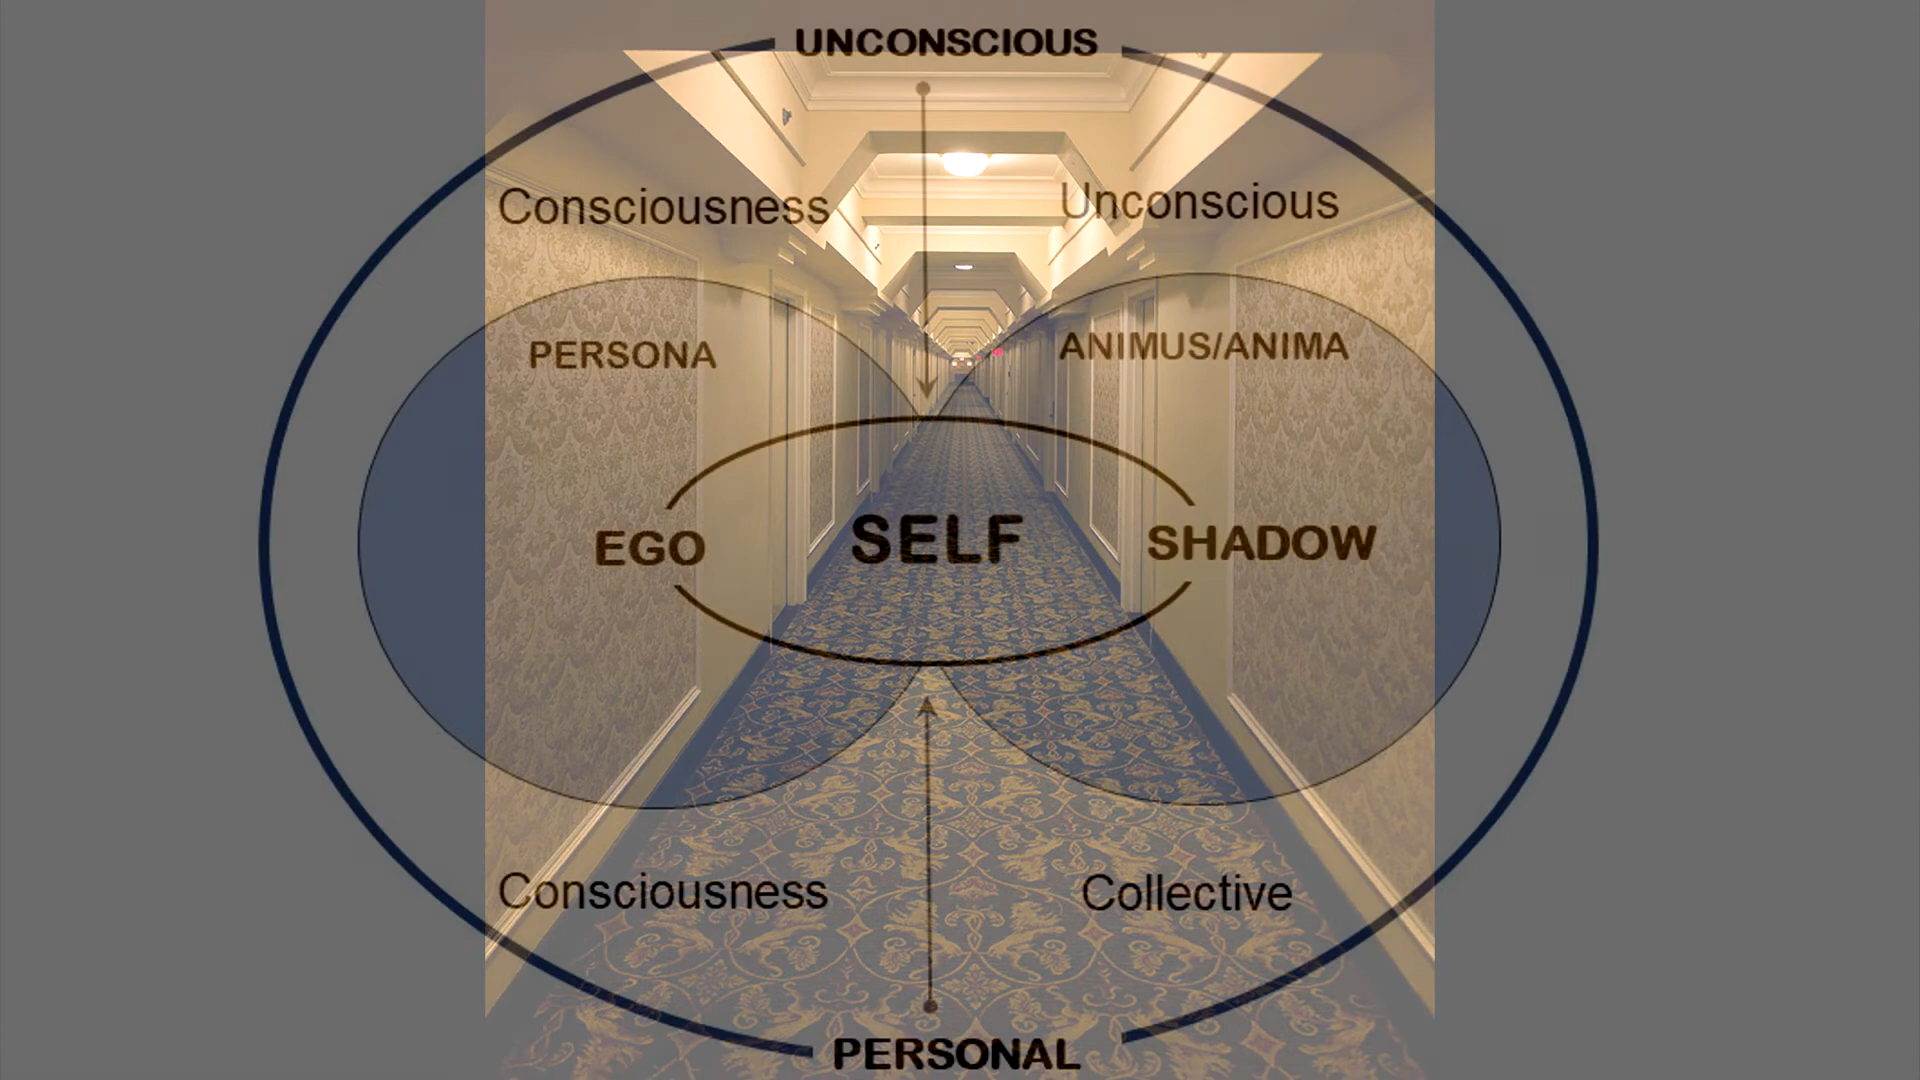 UNCONSCIOUS
Consciousness
Unconscious
PERSONA
ANIMUS/ANIMA
EGO
SELF
SHADOW
Consciousness
Collective
PERSONAL